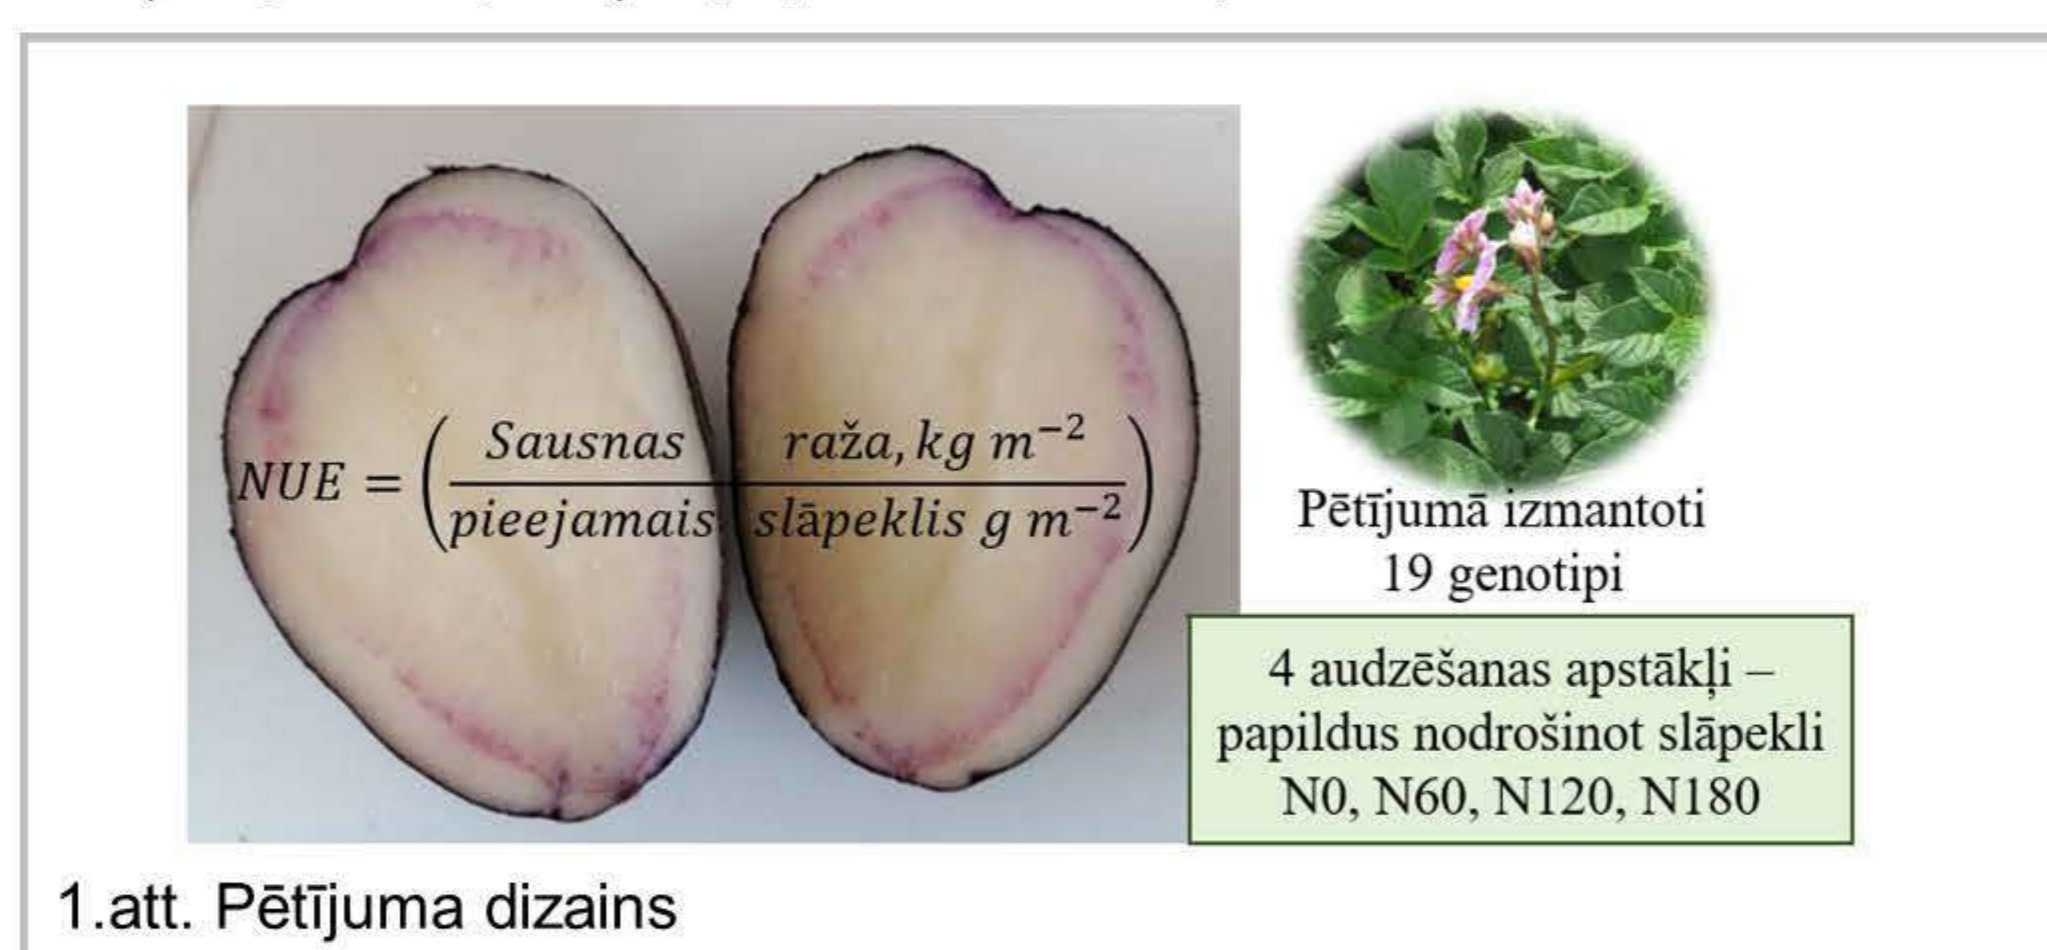 NUE = (Sausnas raža, kg m⁻² / pieejamais slāpeklis g m⁻²)
Pētījumā izmantoti
19 genotipi
4 audzēšanas apstākļi –
papildus nodrošinot slāpekli
N0, N60, N120, N180
1.att. Pētījuma dizains